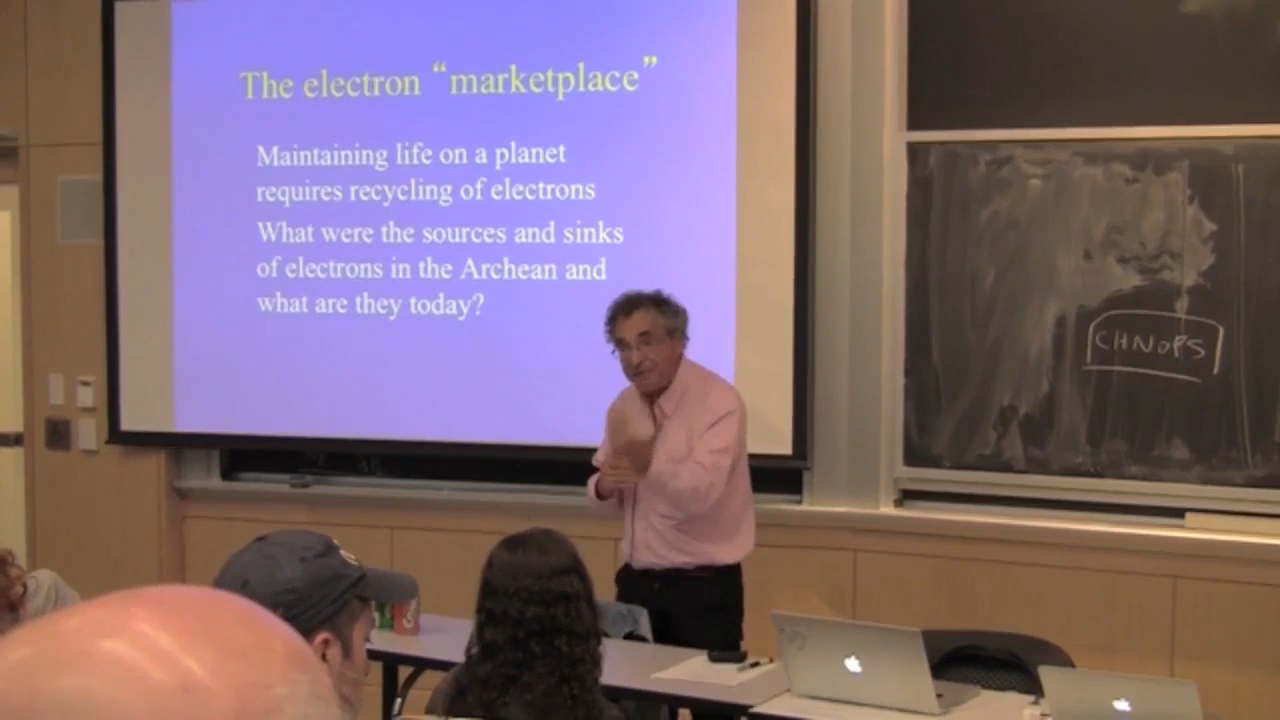 The electron “marketplace”
Maintaining life on a planet
requires recycling of electrons
What were the sources and sinks
of electrons in the Archean and
what are they today?
CHNOPS